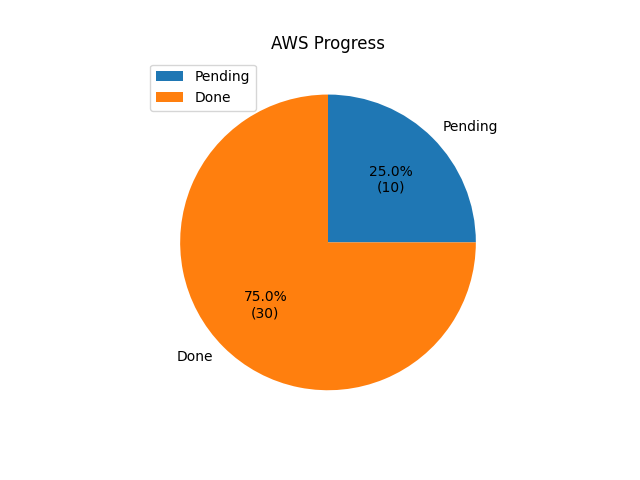 AWS Progress
Pending
Done
Pending
25.0%
(10)
75.0%
(30)
Done